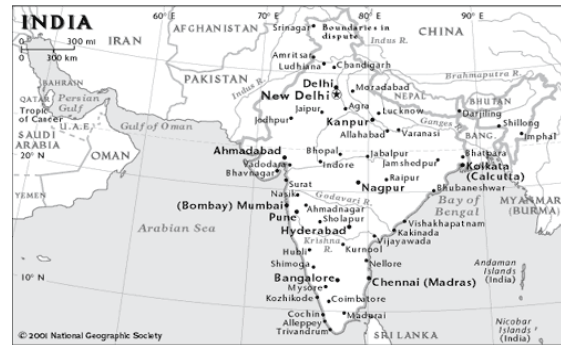 INDIA
0 300 mi
0 300 km
IRAN
AFGHANISTAN
PAKISTAN
CHINA
70°E
80°E
90°E
Srinagar
Boundaries in
dispute
Indus R.
Amritsar
Ludhiana
Chandigarh
BAHRAIN
QATAR
Persian
Gulf
Tropic
of Cancer
U.A.E.
Gulf of Oman
SAUDI
ARABIA
OMAN
YEMEN
20°N
10°N
Indus R.
Delhi
New Delhi
Moradabad
NEPAL
Brahmaputra R.
BHUTAN
Jaipur
Agra
Lucknow
Darjiling
Jodhpur
Kanpur
Ganges
Shillong
Allahabad
Varanasi
BANG.
Imphal
Ahmadabad
Bhopal
Jabalpur
Bhatpara
Vadodara
Indore
Jamshedpur
Kolkata
(Calcutta)
Bhavnagar
Raipur
Surat
Nagpur
Bhubaneshwar
Nasik
Godavari R.
Bay of
Bengal
MYANMAR
(BURMA)
(Bombay) Mumbai
Ahmadnagar
Pune
Sholapur
Vishakhapatnam
Arabian Sea
Hyderabad
Kakinada
Krishna
R.
Vijayawada
Hubli
Kurnool
Shimoga
Nellore
Andaman
Islands
(India)
Bangalore
Chennai (Madras)
Mysore
Kozhikode
Coimbatore
Cochin
Madurai
Alleppey
Trivandrum
SRI LANKA
Nicobar
Islands
(India)
© 2001 National Geographic Society